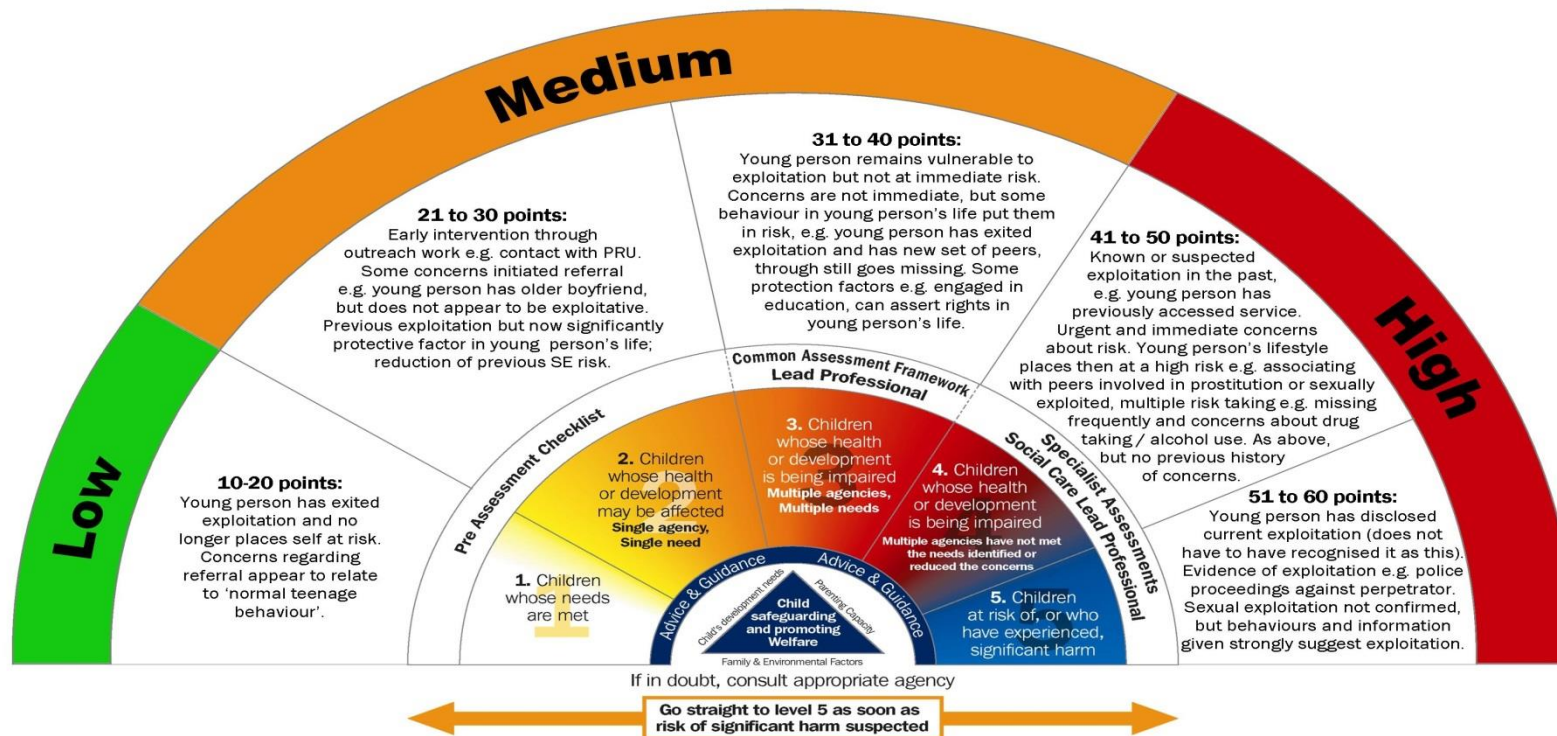 Medium
Low
High
10-20 points:
Young person has exited
exploitation and no
longer places self at risk.
Concerns regarding
referral appear to relate
to ‘normal teenage
behaviour’.
21 to 30 points:
Early intervention through
outreach work e.g. contact with PRU.
Some concerns initiated referral
e.g. young person has older boyfriend,
but does not appear to be exploitative.
Previous exploitation but now significantly
protective factor in young person’s life;
reduction of previous SE risk.
31 to 40 points:
Young person remains vulnerable to
exploitation but not at immediate risk.
Concerns are not immediate, but some
behaviour in young person’s life put them
in risk, e.g. young person has exited
exploitation and has new set of peers,
through still goes missing. Some
protection factors e.g. engaged in
education, can assert rights in
young person’s life.
41 to 50 points:
Known or suspected
exploitation in the past,
e.g. young person has
previously accessed service.
Urgent and immediate concerns
about risk. Young person’s lifestyle
places then at a high risk e.g. associating
with peers involved in prostitution or sexually
exploited, multiple risk taking e.g. missing
frequently and concerns about drug
taking / alcohol use. As above,
but no previous history
of concerns.
51 to 60 points:
Young person has disclosed
current exploitation (does not
have to have recognised it as this).
Evidence of exploitation e.g. police
proceedings against perpetrator.
Sexual exploitation not confirmed,
but behaviours and information
given strongly suggest exploitation.
Pre Assessment Checklist
Common Assessment Framework
Lead Professional
Specialist Assessments
Social Care Lead Professional
1
1. Children
whose needs
are met
2
2. Children
whose health
or development
may be affected
Single agency,
Single need
3
3. Children
whose health
or development
is being impaired
Multiple agencies,
Multiple needs
4
4. Children
whose health
or development
is being impaired
Multiple agencies have not met
the needs identified or
reduced the concerns
5
5. Children
at risk of, or who
have experienced,
significant harm
Advice & Guidance
Advice & Guidance
Child's development needs
Parenting Capacity
Child
safeguarding
and promoting
Welfare
Family & Environmental Factors
If in doubt, consult appropriate agency
Go straight to level 5 as soon as
risk of significant harm suspected